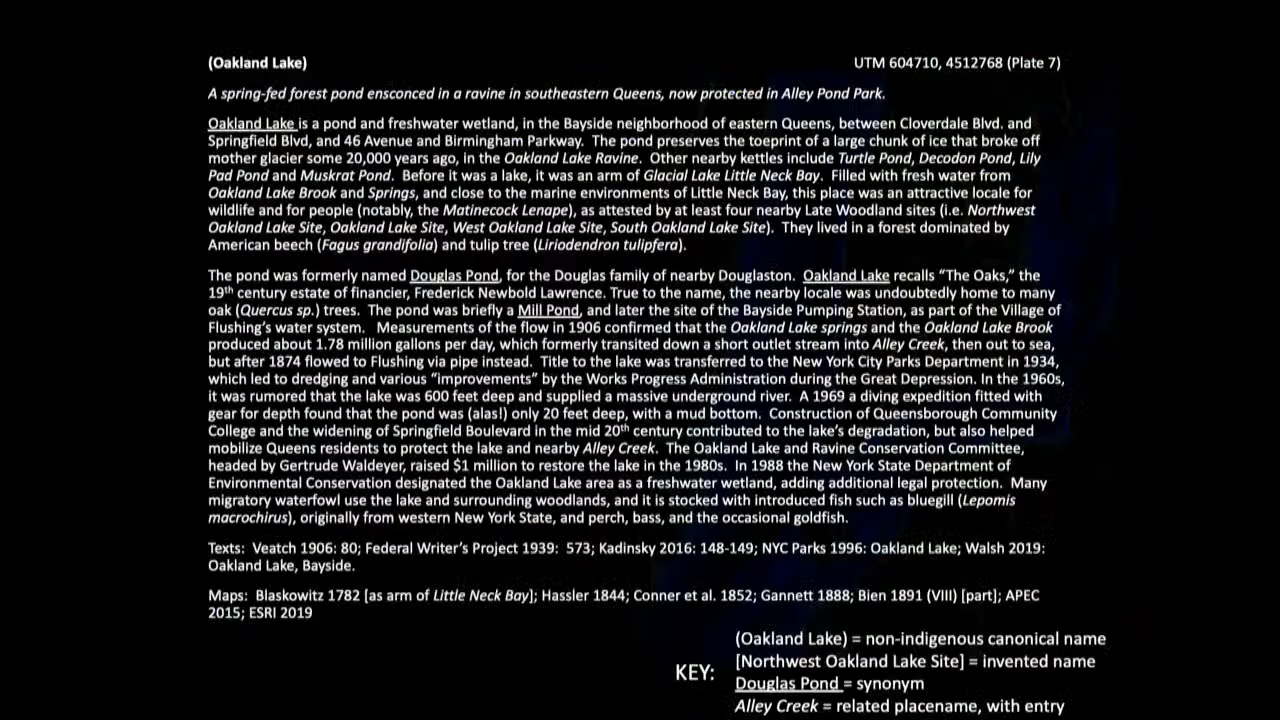 (Oakland Lake) UTM 604710, 4512768 (Plate 7)
A spring-fed forest pond ensconced in a ravine in southeastern Queens, now protected in Alley Pond Park.
Oakland Lake is a pond and freshwater wetland, in the Bayside neighborhood of eastern Queens, between Cloverdale Blvd. and
Springfield Blvd, and 46 Avenue and Birmingham Parkway. The pond preserves the toeprint of a large chunk of ice that broke off
mother glacier some 20,000 years ago, in the Oakland Lake Ravine. Other nearby kettles include Turtle Pond, Decodon Pond, Lily
Pad Pond and Muskrat Pond. Before it was a lake, it was an arm of Glacial Lake Little Neck Bay. Filled with fresh water from
Oakland Lake Brook and Springs, and close to the marine environments of Little Neck Bay, this place was an attractive locale for
wildlife and for people (notably, the Matinecock Lenape), as attested by at least four nearby Late Woodland sites (i.e. Northwest
Oakland Lake Site, Oakland Lake Site, West Oakland Lake Site, South Oakland Lake Site). They lived in a forest dominated by
American beech (Fagus grandifolia) and tulip tree (Liriodendron tulipfera).
The pond was formerly named Douglas Pond, for the Douglas family of nearby Douglaston. Oakland Lake recalls “The Oaks,” the
19th century estate of financier, Frederick Newbold Lawrence. True to the name, the nearby locale was undoubtedly home to many
oak (Quercus sp.) trees. The pond was briefly a Mill Pond, and later the site of the Bayside Pumping Station, as part of the Village of
Flushing’s water system. Measurements of the flow in 1906 confirmed that the Oakland Lake springs and the Oakland Lake Brook
produced about 1.78 million gallons per day, which formerly transited down a short outlet stream into Alley Creek, then out to sea,
but after 1874 flowed to Flushing via pipe instead. Title to the lake was transferred to the New York City Parks Department in 1934,
which led to dredging and various “improvements” by the Works Progress Administration during the Great Depression. In the 1960s,
it was rumored that the lake was 600 feet deep and supplied a massive underground river. A 1969 a diving expedition fitted with
gear for depth found that the pond was (alas!) only 20 feet deep, with a mud bottom. Construction of Queensborough Community
College and the widening of Springfield Boulevard in the mid 20th century contributed to the lake’s degradation, but also helped
mobilize Queens residents to protect the lake and nearby Alley Creek. The Oakland Lake and Ravine Conservation Committee,
headed by Gertrude Waldeyer, raised $1 million to restore the lake in the 1980s. In 1988 the New York State Department of
Environmental Conservation designated the Oakland Lake area as a freshwater wetland, adding additional legal protection. Many
migratory waterfowl use the lake and surrounding woodlands, and it is stocked with introduced fish such as bluegill (Lepomis
macrochirus), originally from western New York State, and perch, bass, and the occasional goldfish.
Texts: Veatch 1906: 80; Federal Writer’s Project 1939: 573; Kadinsky 2016: 148-149; NYC Parks 1996: Oakland Lake; Walsh 2019:
Oakland Lake, Bayside.
Maps: Blaskowitz 1782 [as arm of Little Neck Bay]; Hassler 1844; Conner et al. 1852; Gannett 1888; Bien 1891 (VIII) [part]; APEC
2015; ESRI 2019
KEY:
(Oakland Lake) = non-indigenous canonical name
[Northwest Oakland Lake Site] = invented name
Douglas Pond = synonym
Alley Creek = related placename, with entry